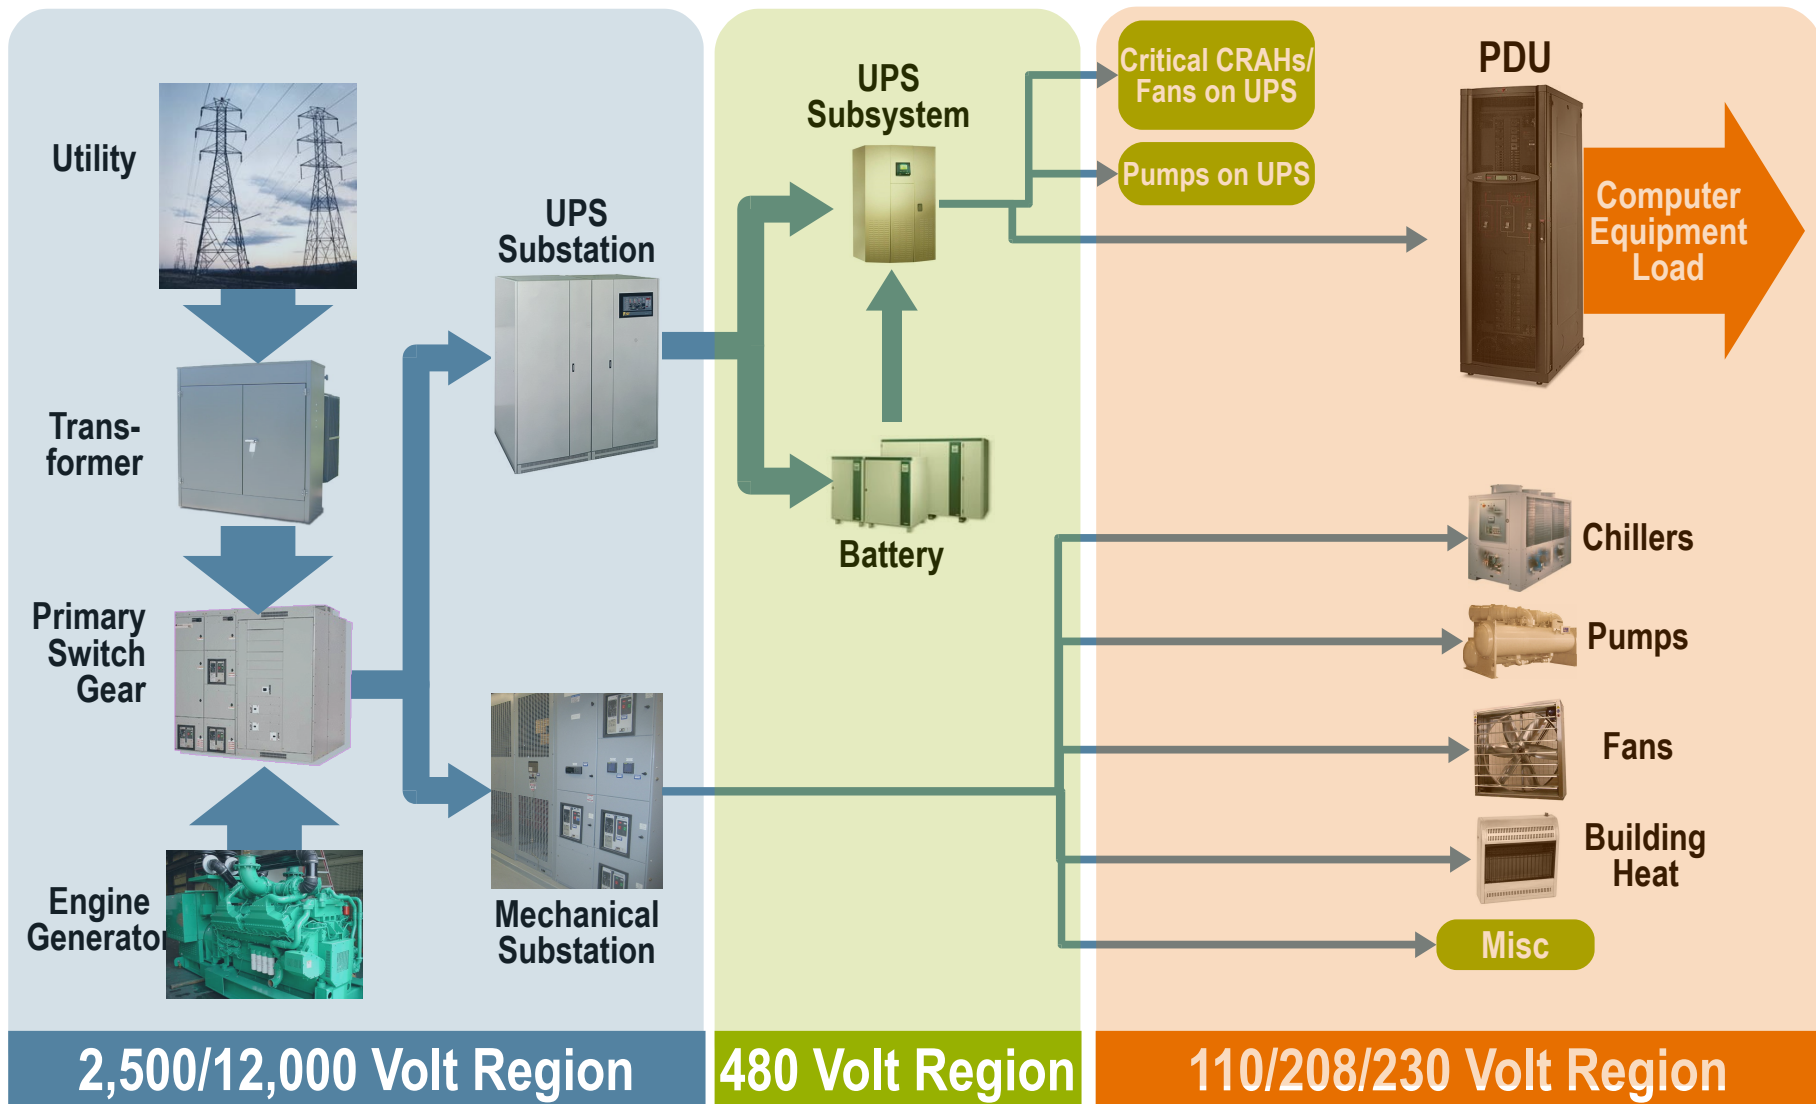 Utility
Trans-
former
Primary
Switch
Gear
Engine
Generator
UPS
Substation
Mechanical
Substation
2,500/12,000 Volt Region
UPS
Subsystem
Battery
480 Volt Region
Critical CRAHs/
Fans on UPS
Pumps on UPS
PDU
Computer
Equipment
Load
Chillers
Pumps
Fans
Building
Heat
Misc
110/208/230 Volt Region